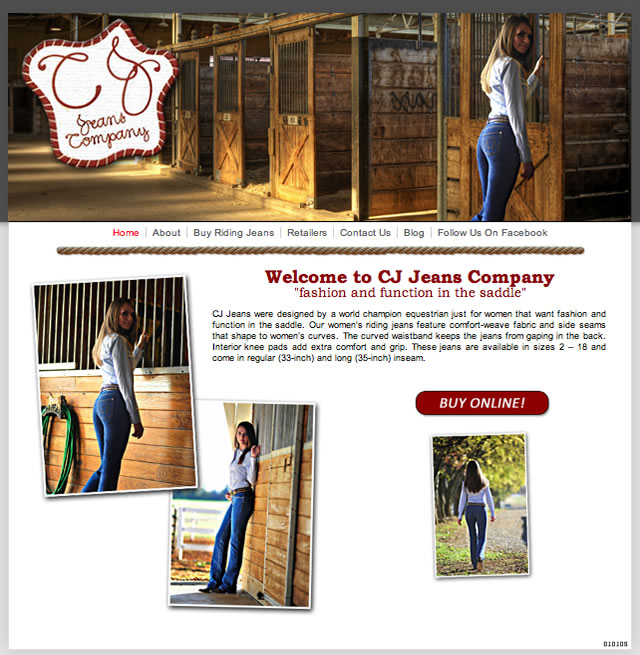 CJ
Jeans
Company
Home About Buy Riding Jeans Retailers Contact Us Blog Follow Us On Facebook
Welcome to CJ Jeans Company
"fashion and function in the saddle"
CJ Jeans were designed by a world champion equestrian just for women that want fashion and
function in the saddle. Our women's riding jeans feature comfort-weave fabric and side seams
that shape to women's curves. The curved waistband keeps the jeans from gaping in the back.
Interior knee pads add extra comfort and grip. These jeans are available in sizes 2 – 18 and
come in regular (33-inch) and long (35-inch) inseam.
BUY ONLINE!
010105